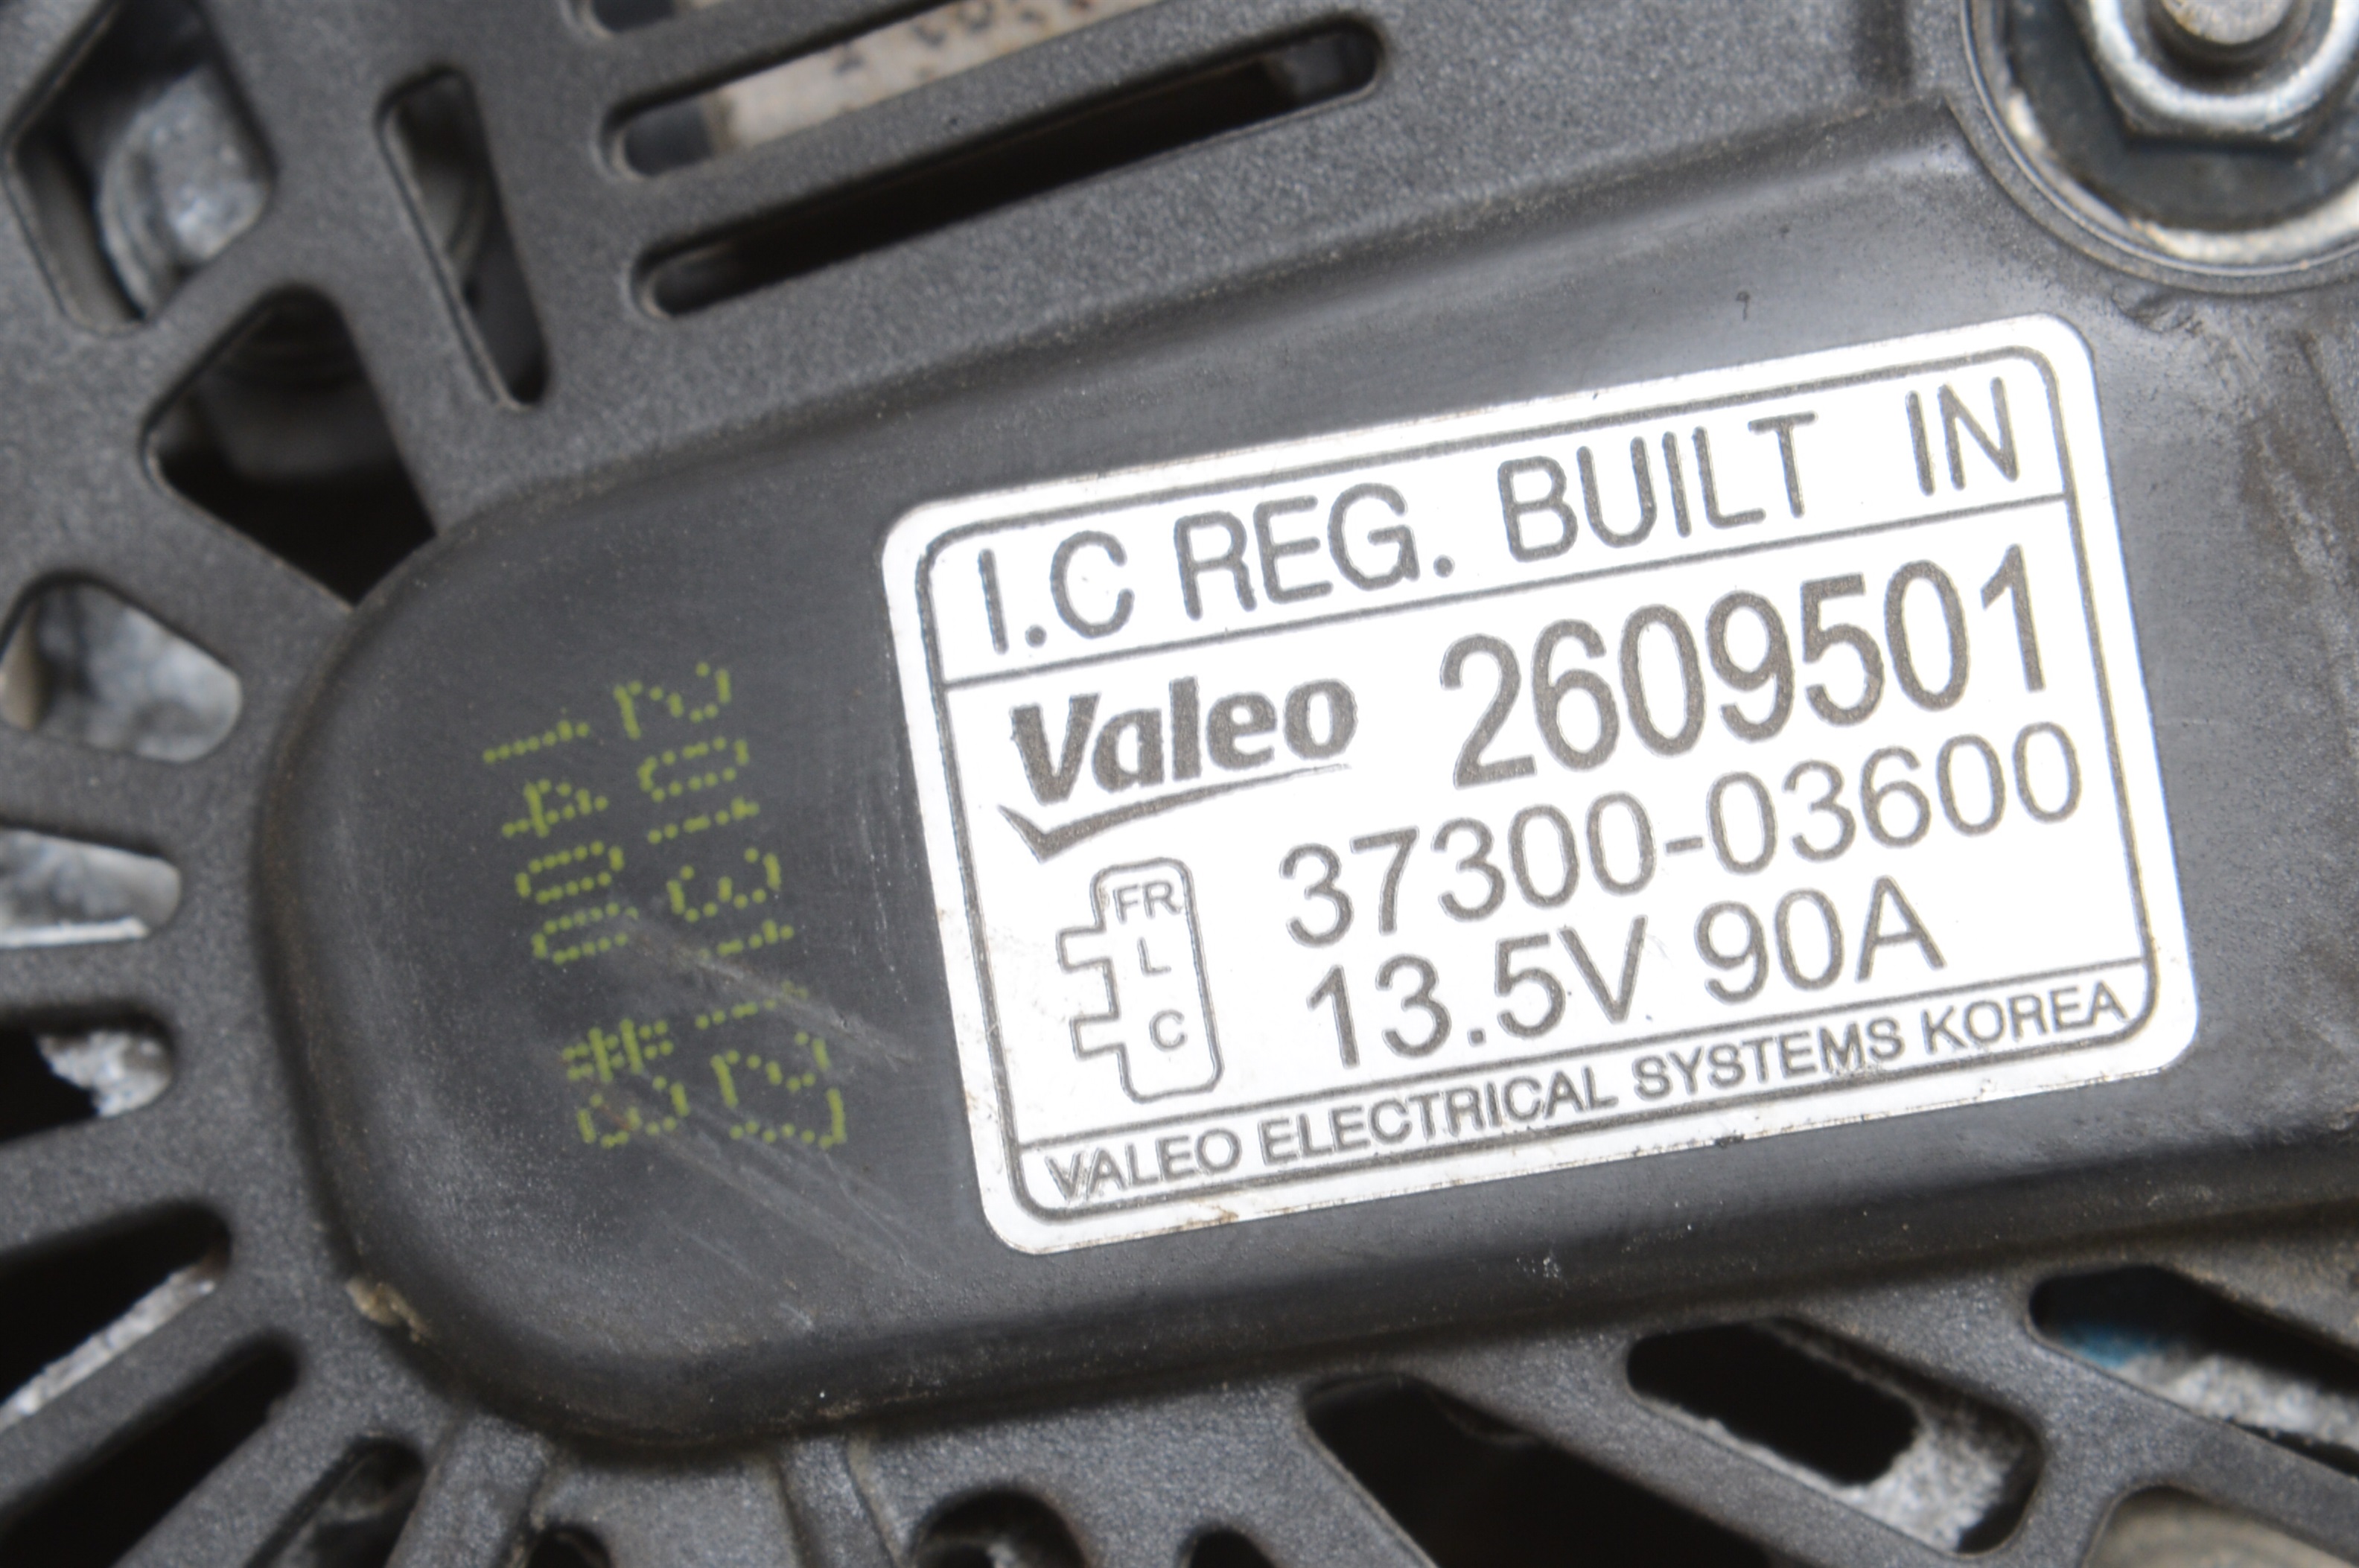 I.C REG. BUILT IN
Valeo 2609501
37300-03600
13.5V 90A
FR
L
C
VALEO ELECTRICAL SYSTEMS KOREA